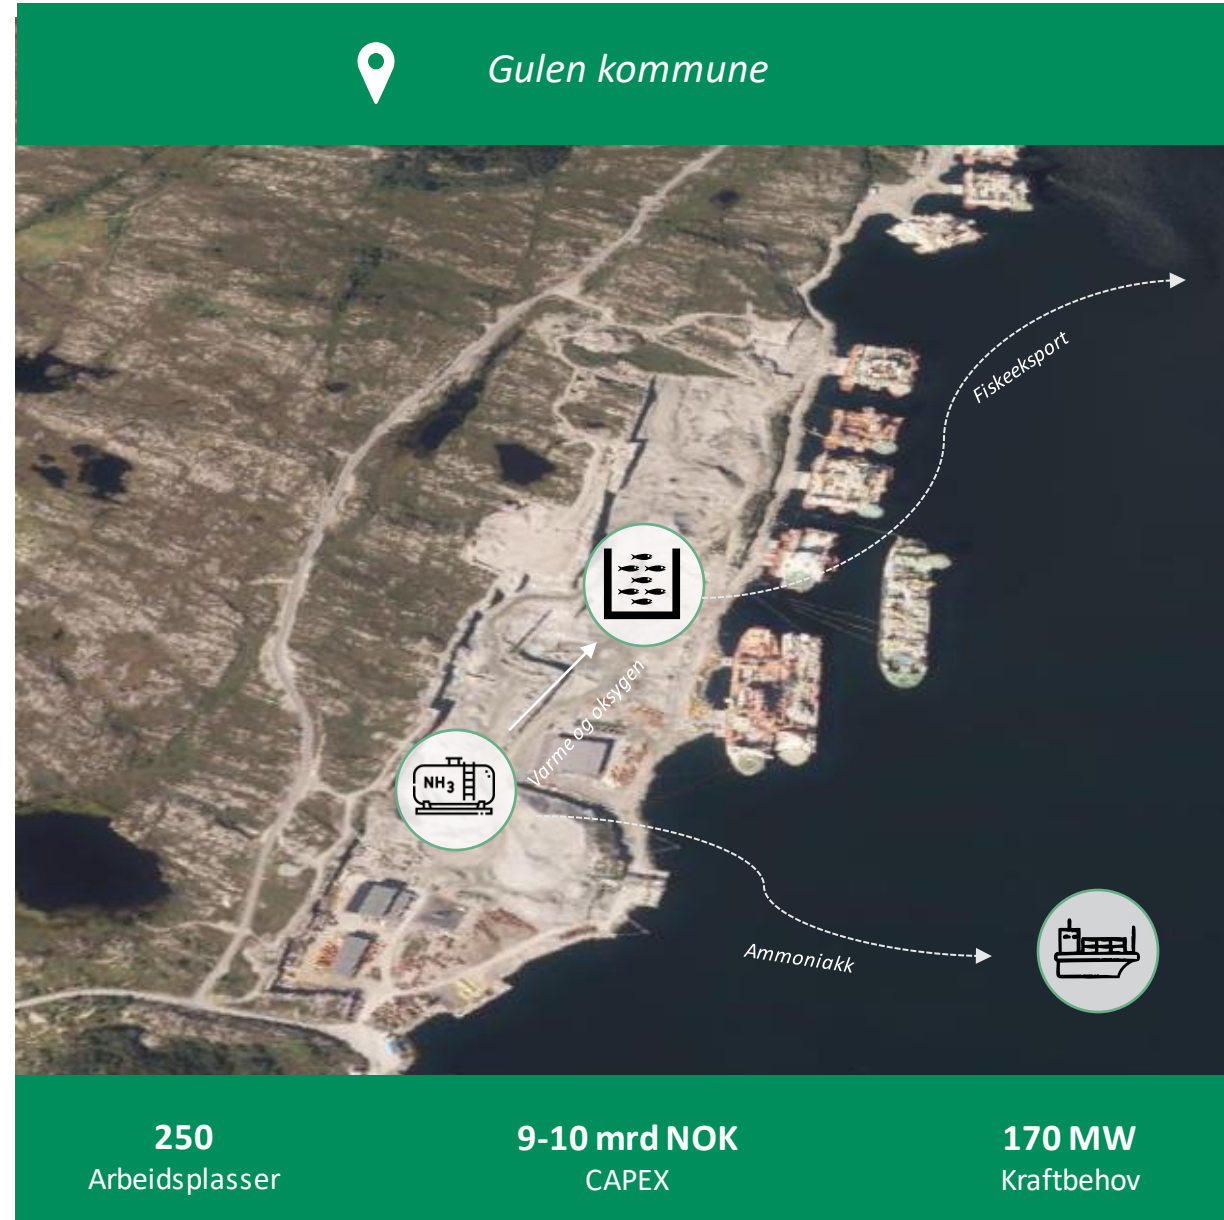 Gulen kommune
Fiskeeksport
Varme og oksygen
NH3
Ammoniakk
250
Arbeidsplasser
9-10 mrd NOK
CAPEX
170 MW
Kraftbehov